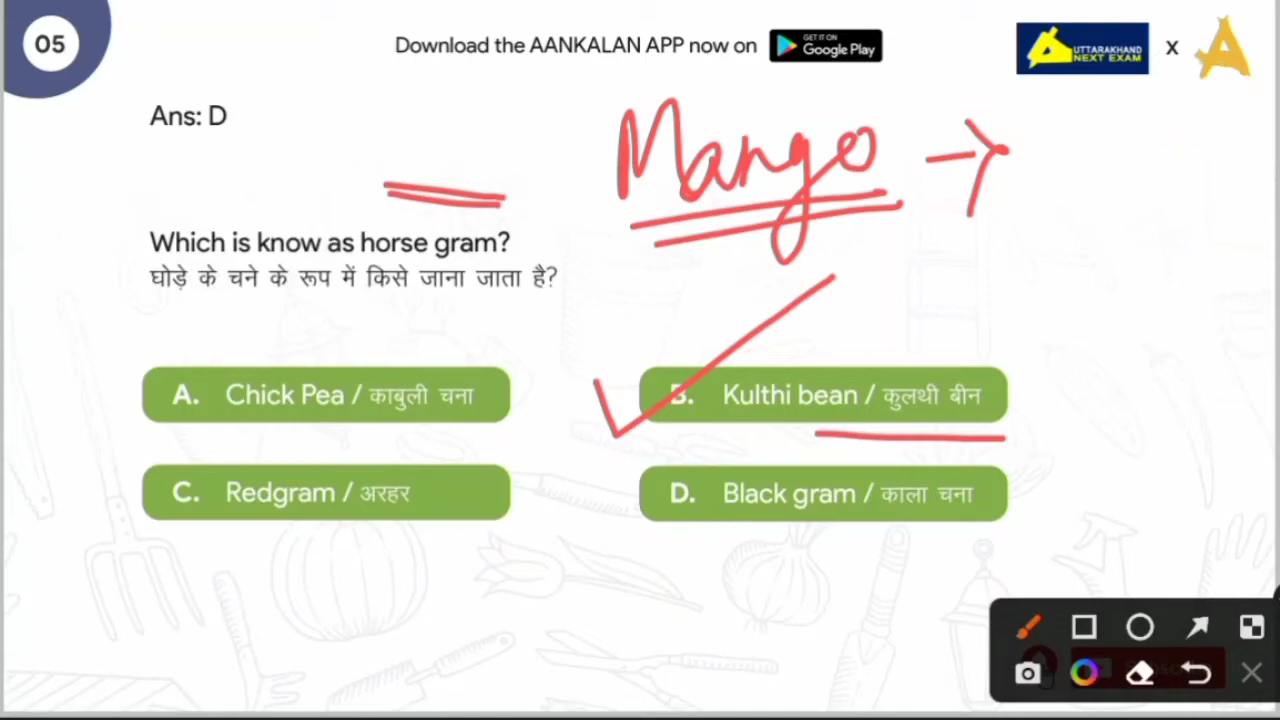 05
Download the AANKALAN APP now on
GET IT ON
Google Play
UTTARAKHAND
NEXT EXAM
X
Ans: D
Mango
Which is know as horse gram?
घोड़े के चने के रूप में किसे जाना जाता है?
A. Chick Pea / काबुली चना
B. Kulthi bean / कुलथी बीन
C. Redgram / अरहर
D. Black gram / काला चना